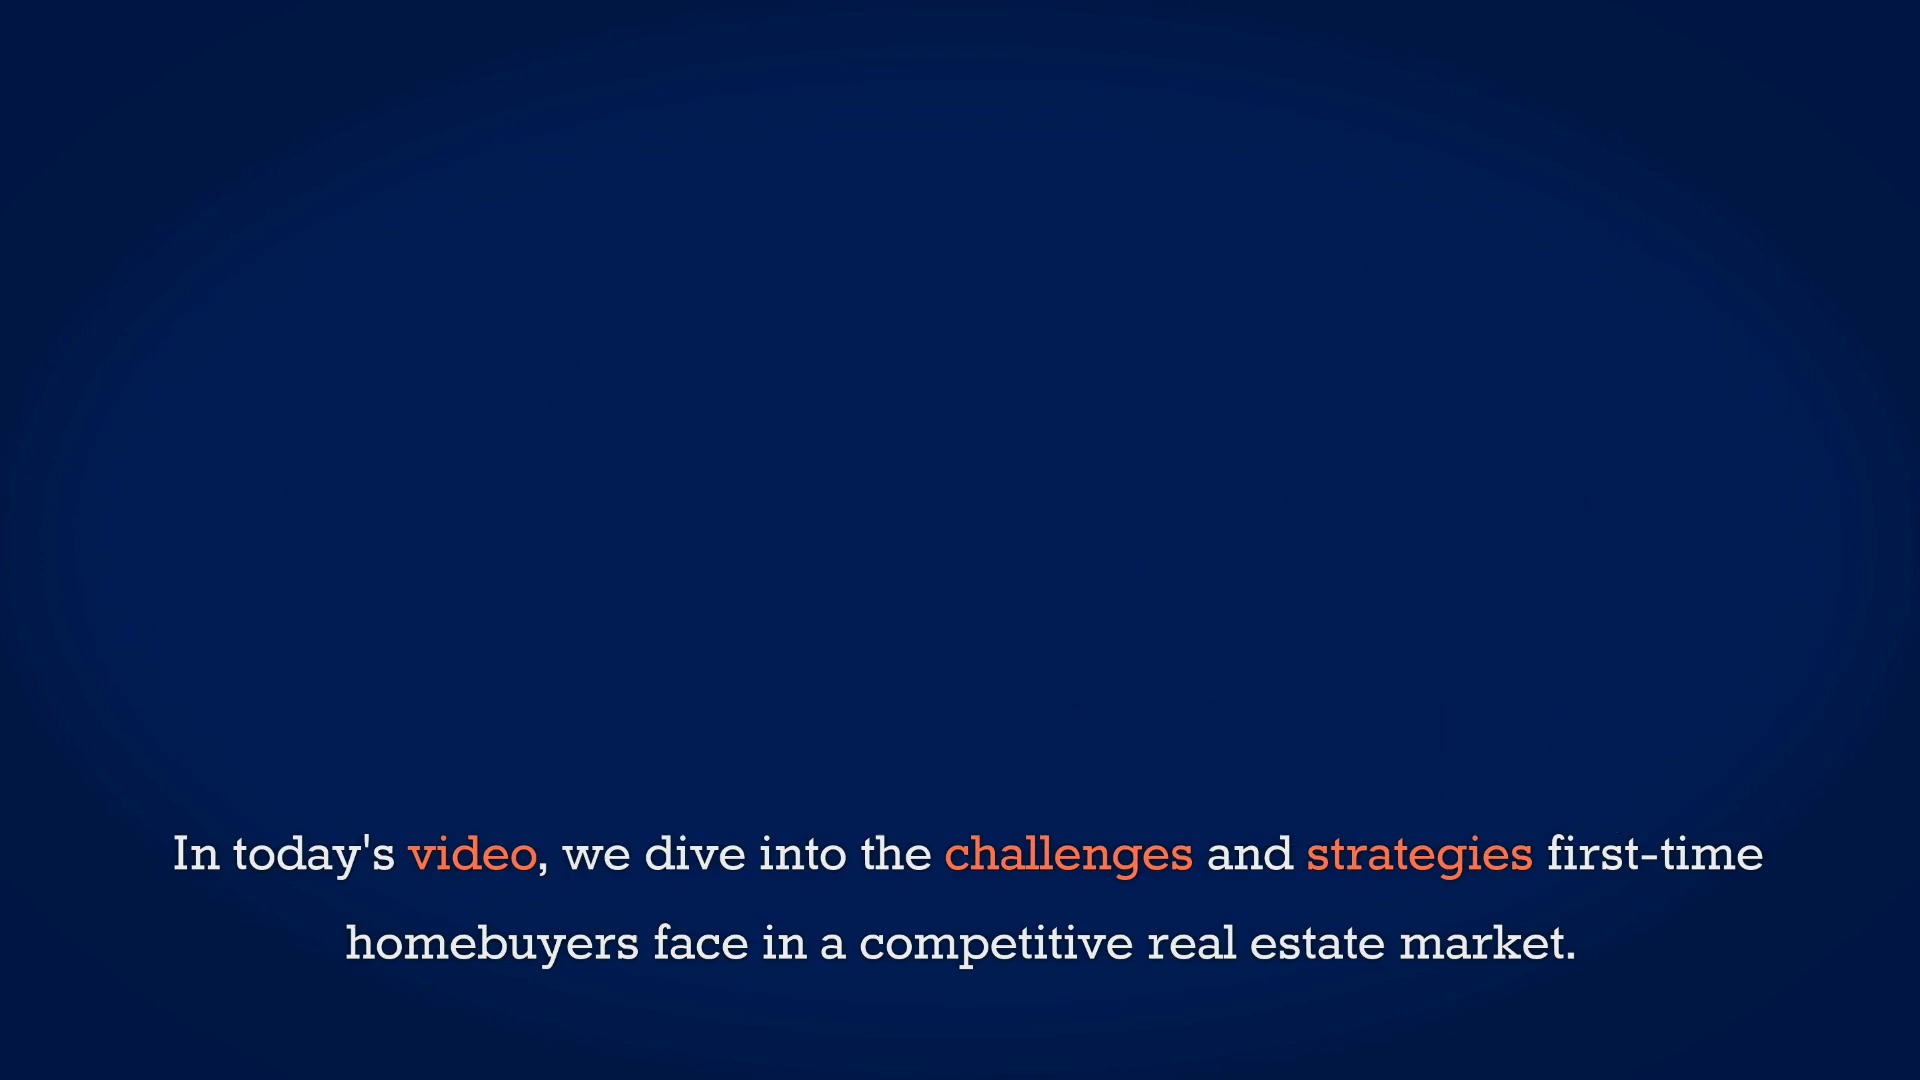 In today's video, we dive into the challenges and strategies first-time
homebuyers face in a competitive real estate market.